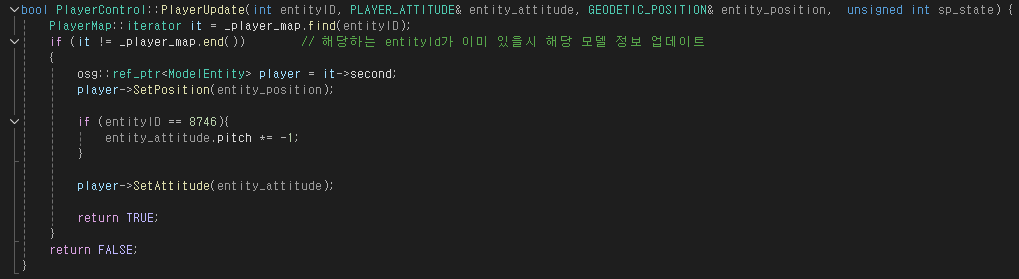 bool PlayerControl::PlayerUpdate(int entityID, PLAYER_ATTITUDE& entity_attitude, GEODETIC_POSITION& entity_position,  unsigned int sp_state) {
    PlayerMap::iterator it = _player_map.find(entityID);
    if (it != _player_map.end())       // 해당하는 entityId가 이미 있을시 해당 모델 정보 업데이트
    {
        osg::ref_ptr<ModelEntity> player = it->second;
        player->SetPosition(entity_position);
        if (entityID == 8746){
            entity_attitude.pitch *= -1;
        }
        player->SetAttitude(entity_attitude);
        return TRUE;
    }
    return FALSE;
}